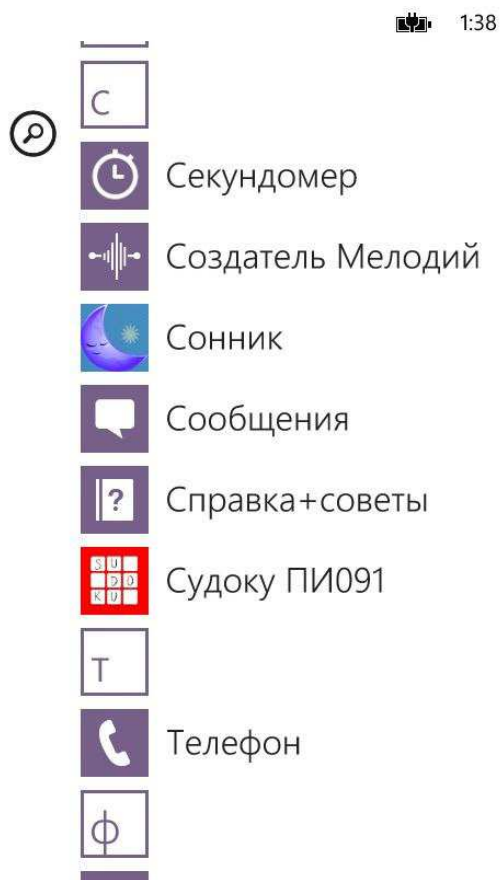 1:38
с
Секундомер
Создатель Мелодий
Сонник
Сообщения
?
Справка+советы
SU
DO
KU
Судоку ПИ091
т
Телефон
ф